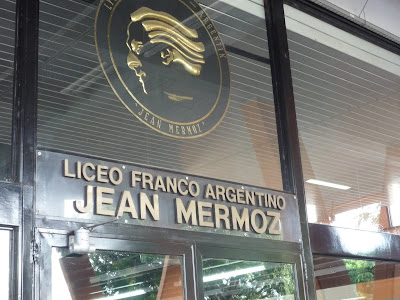 "JEAN MERMOZ"
LICEO FRANCO ARGENTINO
JEAN MERMOZ